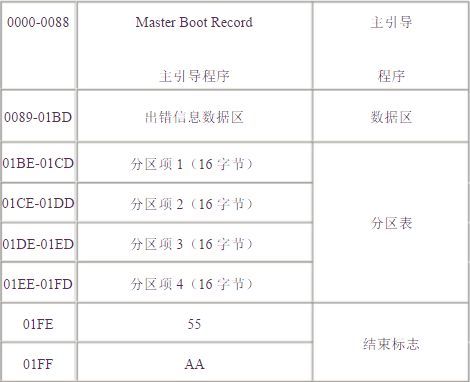 0000-0088 Master Boot Record 主引导
主引导程序 程序
0089-01BD 出错信息数据区 数据区
01BE-01CD 分区项 1（16 字节）
01CE-01DD 分区项 2（16 字节）
分区表
01DE-01ED 分区项 3（16 字节）
01EE-01FD 分区项 4（16 字节）
01FE 55
结束标志
01FF AA